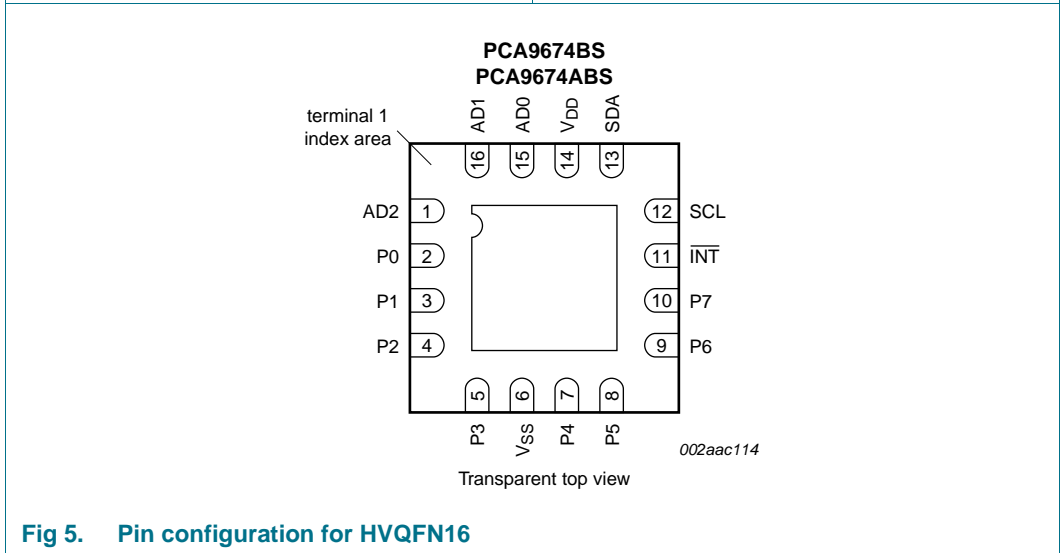 PCA9674BS
PCA9674ABS
terminal 1
index area
AD1
AD0
VDD
SDA
16
15
14
13
AD2 1
12 SCL
P0 2
11 INT
P1 3
10 P7
P2 4
9 P6
5
6
7
8
P3
VSS
P4
P5
002aac114
Transparent top view
Fig 5. Pin configuration for HVQFN16